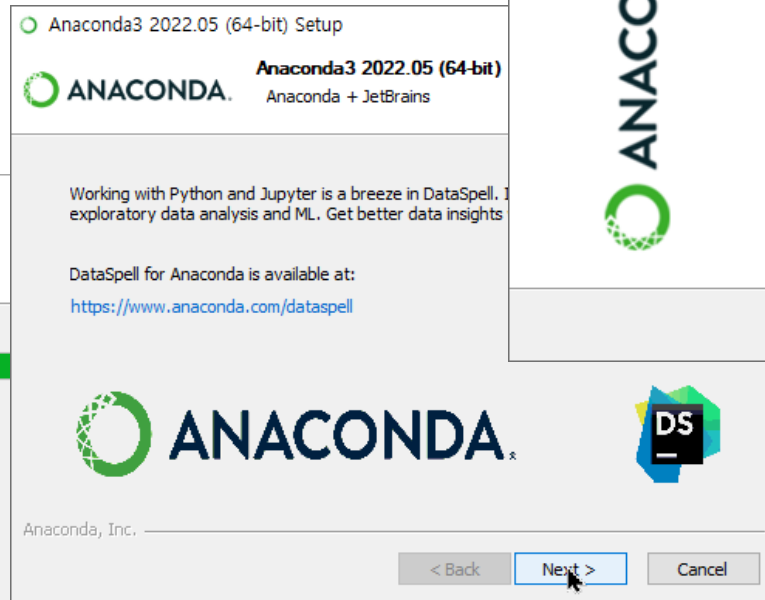 Anaconda3 2022.05 (64-bit) Setup
ANACONDA.
Anaconda3 2022.05 (64-bit)
Anaconda + JetBrains
Working with Python and Jupyter is a breeze in DataSpell.
exploratory data analysis and ML. Get better data insights
DataSpell for Anaconda is available at:
https://www.anaconda.com/dataspell
ANACONDA.
DS
Anaconda, Inc.
< Back
Next >
Cancel
ANACO